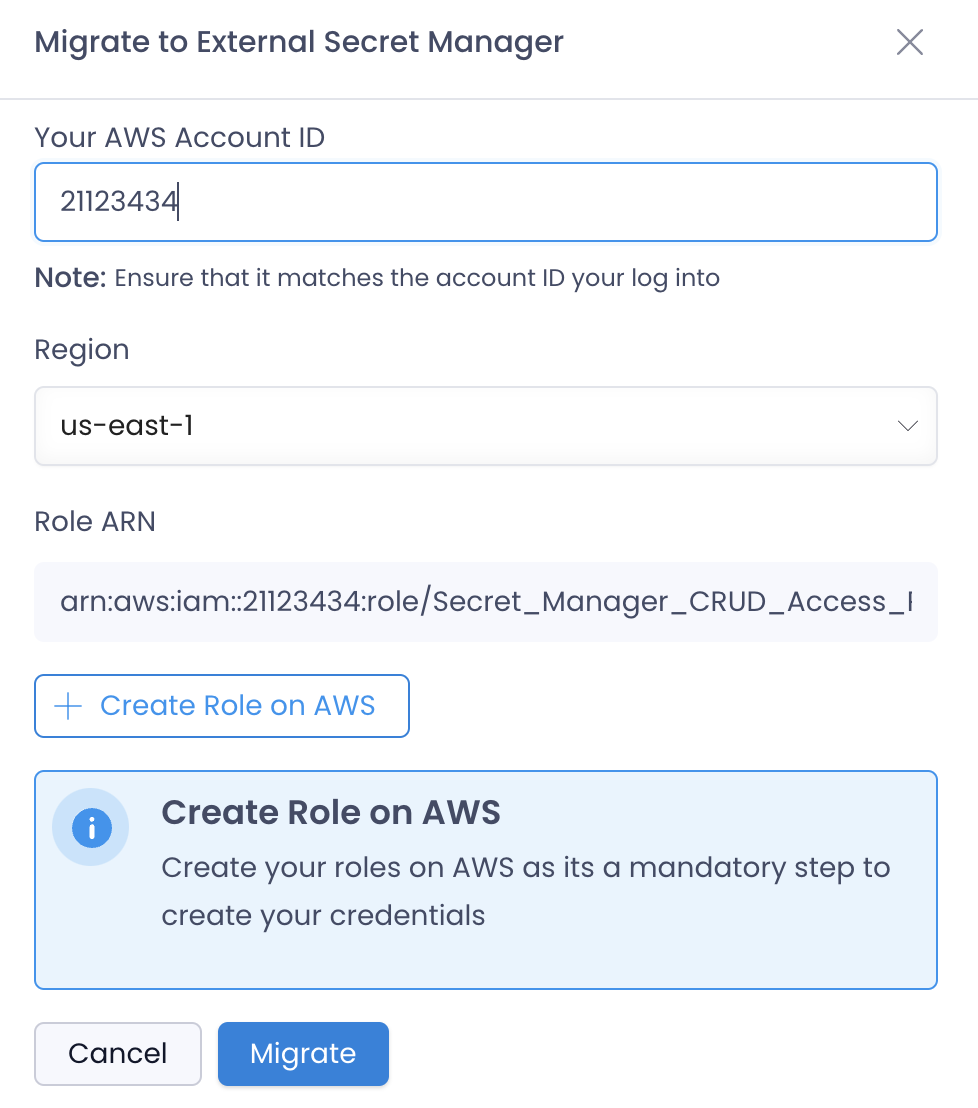 Migrate to External Secret Manager
Your AWS Account ID
21123434
Note: Ensure that it matches the account ID your log into
Region
us-east-1
Role ARN
arn:aws:iam::21123434:role/Secret_Manager_CRUD_Access_
Create Role on AWS
Create Role on AWS
Create your roles on AWS as its a mandatory step to
create your credentials
Cancel
Migrate